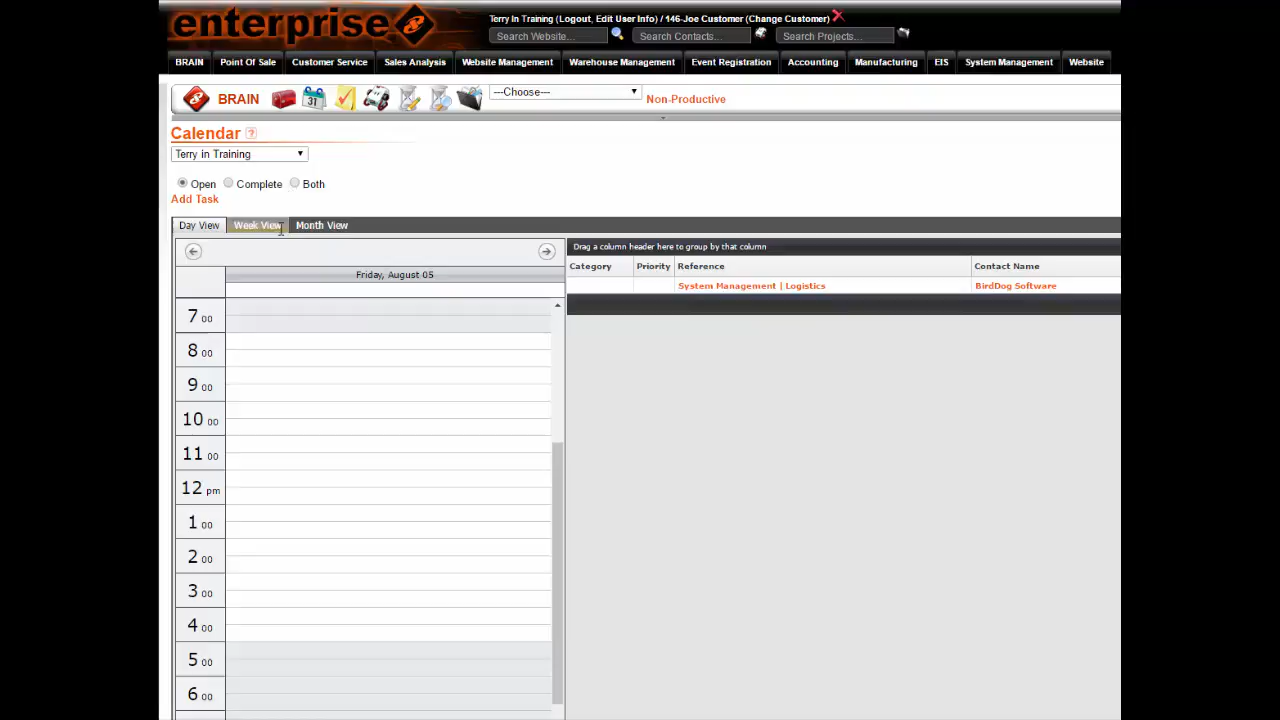 enterprise
Terry In Training (Logout, Edit User Info) / 146-Joe Customer (Change Customer)
Search Website... Search Contacts... Search Projects...
BRAIN Point Of Sale Customer Service Sales Analysis Website Management Warehouse Management Event Registration Accounting Manufacturing EIS System Management Website
BRAIN 31 ---Choose--- Non-Productive
Calendar ?
Terry in Training
Open Complete Both
Add Task
Day View Week View Month View
Drag a column header here to group by that column
Friday, August 05
Category Priority Reference Contact Name
System Management | Logistics BirdDog Software
7 00
8 00
9 00
10 00
11 00
12 pm
1 00
2 00
3 00
4 00
5 00
6 00